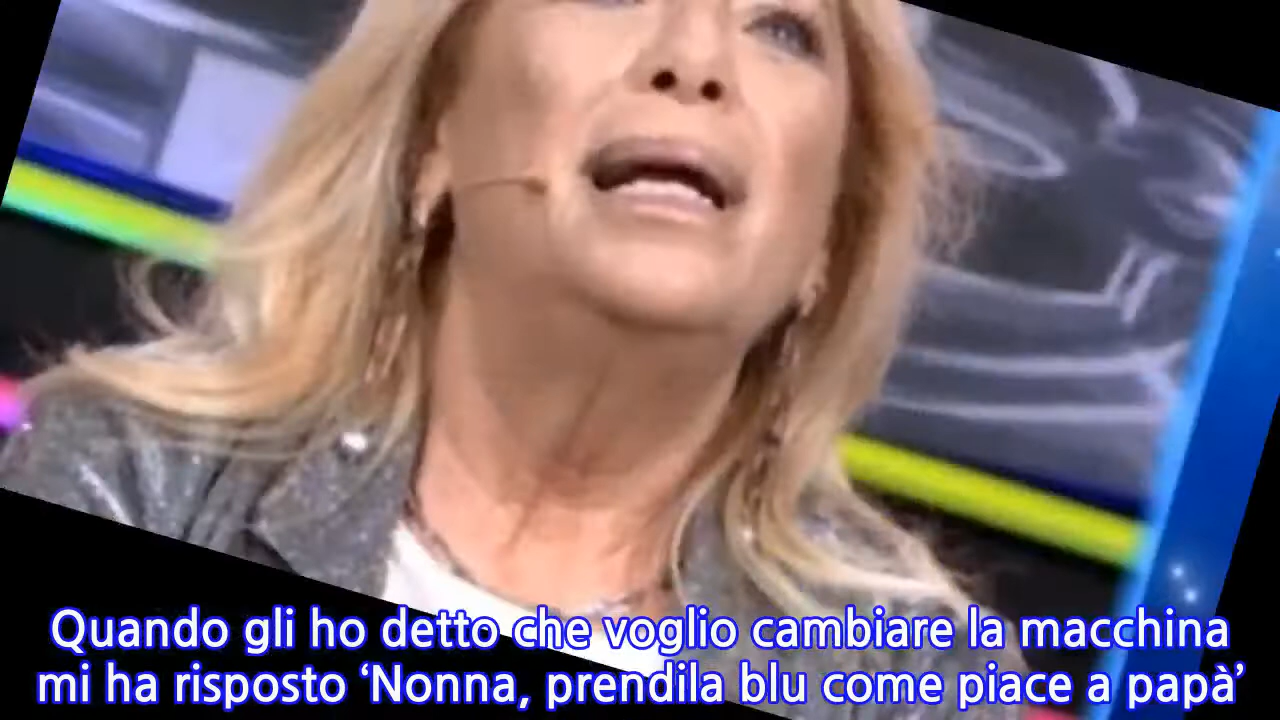 Quando gli ho detto che voglio cambiare la macchina
mi ha risposto ‘Nonna, prendila blu come piace a papà’